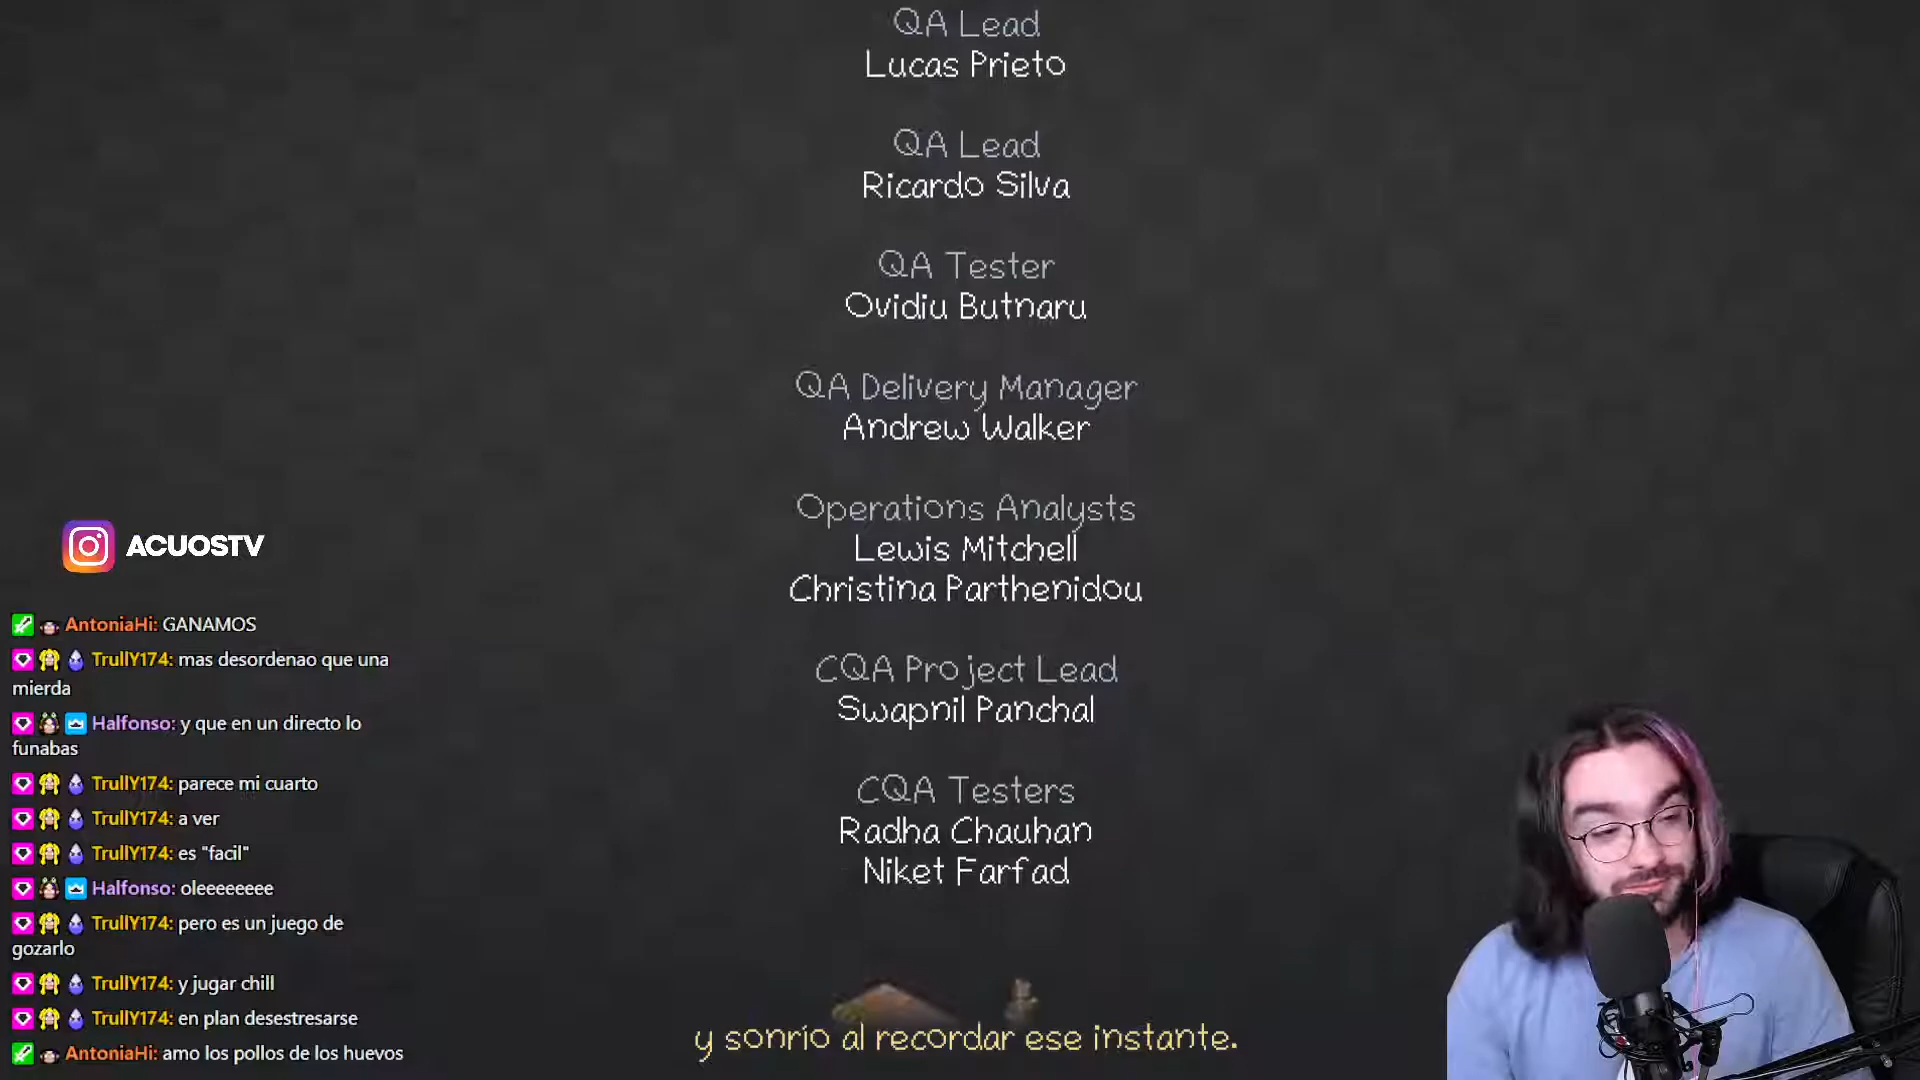 QA Lead
Lucas Prieto
QA Lead
Ricardo Silva
QA Tester
Ovidiu Butnaru
QA Delivery Manager
Andrew Walker
Operations Analysts
Lewis Mitchell
Christina Parthenidou
CQA Project Lead
Swapnil Panchal
CQA Testers
Radha Chauhan
Niket Farfad
y sonrío al recordar ese instante.
ACUOSTV
AntoniaHi: GANAMOS
TrullY174: mas desordenao que una
mierda
Halfonso: y que en un directo lo
funabas
TrullY174: parece mi cuarto
TrullY174: a ver
TrullY174: es "facil"
Halfonso: oleeeeeeee
TrullY174: pero es un juego de
gozarlo
TrullY174: y jugar chill
TrullY174: en plan desestresarse
AntoniaHi: amo los pollos de los huevos